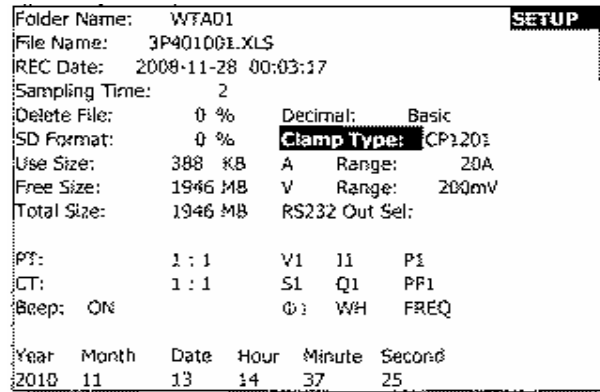 Folder Name: WTA01 SETUP
File Name: 3P401001.XLS
REC Date: 2008-11-28 00:03:17
Sampling Time: 2
Delete File: 0 % Decimal: Basic
SD Format: 0 % Clamp Type: CP1201
Use Size: 388 KB A Range: 20A
Free Size: 1946 MB V Range: 200mV
Total Size: 1946 MB RS232 Out Sel:
PT: 1 : 1 V1 I1 P1
CT: 1 : 1 S1 Q1 PF1
Beep: ON Φ1 WH FREQ
Year Month Date Hour Minute Second
2010 11 13 14 37 25